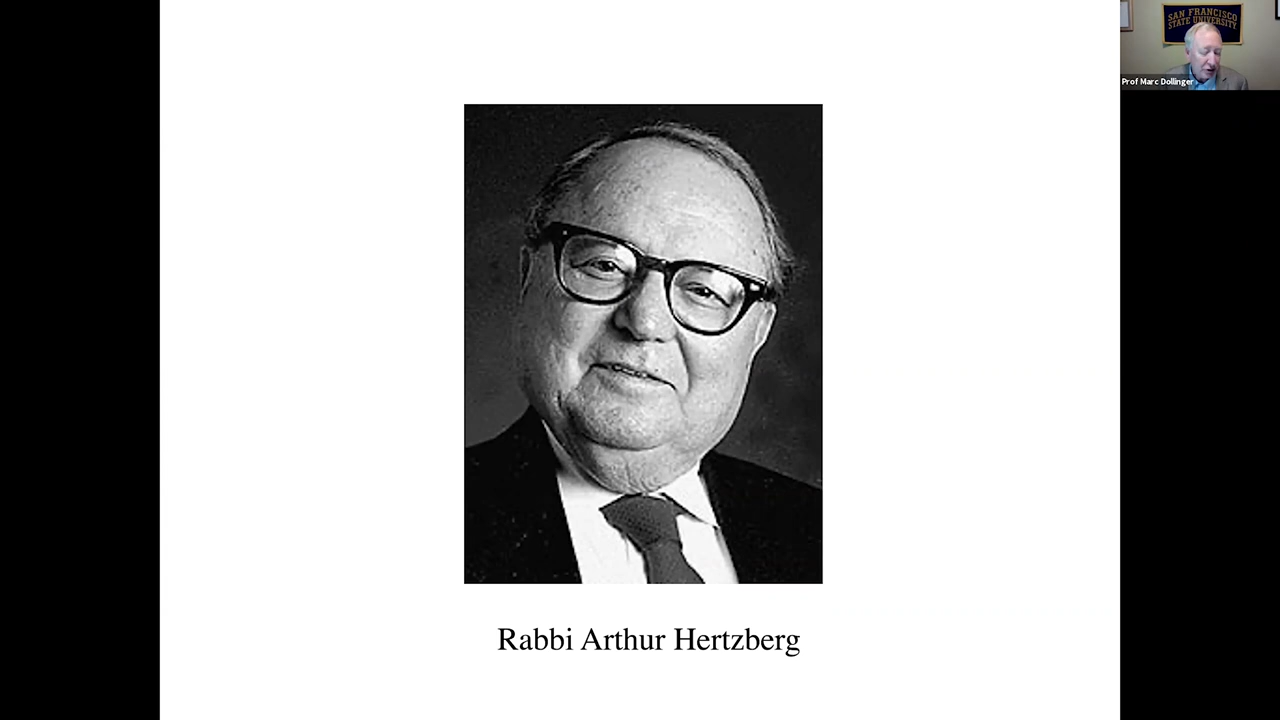 SAN FRANCISCO
STATE UNIVERSITY
Prof Marc Dollinger
Rabbi Arthur Hertzberg